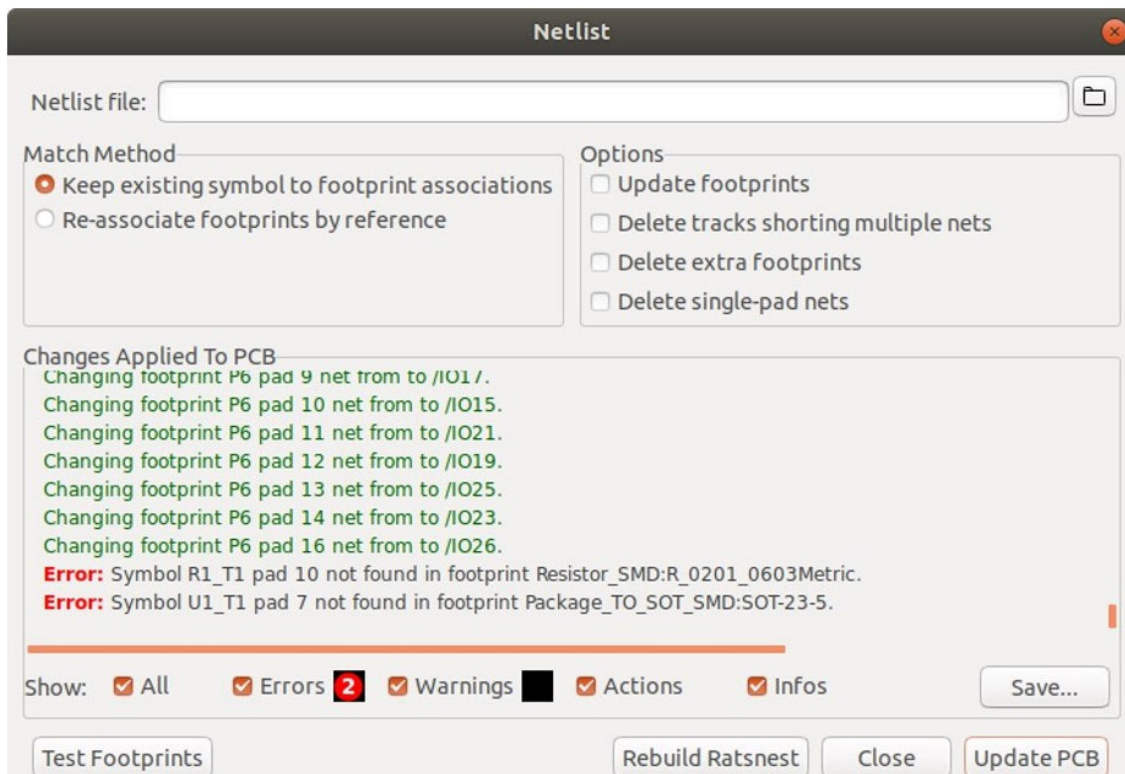 Netlist
Netlist file:
Match Method
Keep existing symbol to footprint associations
Re-associate footprints by reference
Options
Update footprints
Delete tracks shorting multiple nets
Delete extra footprints
Delete single-pad nets
Changes Applied To PCB
Changing footprint P6 pad 9 net from to /IO17.
Changing footprint P6 pad 10 net from to /IO15.
Changing footprint P6 pad 11 net from to /IO21.
Changing footprint P6 pad 12 net from to /IO19.
Changing footprint P6 pad 13 net from to /IO25.
Changing footprint P6 pad 14 net from to /IO23.
Changing footprint P6 pad 16 net from to /IO26.
Error: Symbol R1_T1 pad 10 not found in footprint Resistor_SMD:R_0201_0603Metric.
Error: Symbol U1_T1 pad 7 not found in footprint Package_TO_SOT_SMD:SOT-23-5.
Show: All Errors 2 Warnings Actions Infos Save...
Test Footprints Rebuild Ratsnest Close Update PCB